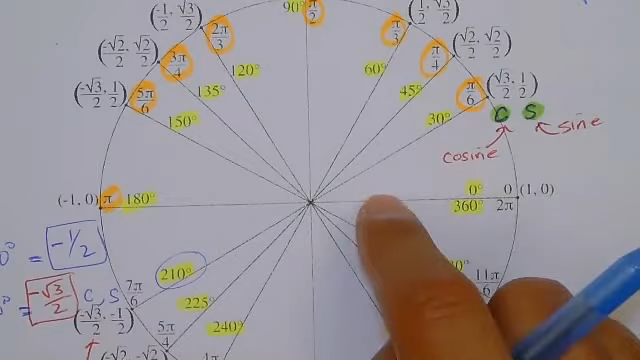 90° π/2
(-1/2, √3/2) 2π/3 120°
π/3 (1/2, √3/2) 60°
(-√2/2, √2/2) 3π/4 135°
π/4 (√2/2, √2/2) 45°
(-√3/2, 1/2) 5π/6 150°
π/6 (√3/2, 1/2) 30°
C S
cosine sine
(-1, 0) π 180°
0° 0 (1, 0)
360° 2π
0° = -1/2
210° 7π/6
11π/6
= -√3/2 C, S
(-√3/2, -1/2)
225° 5π/4
240°